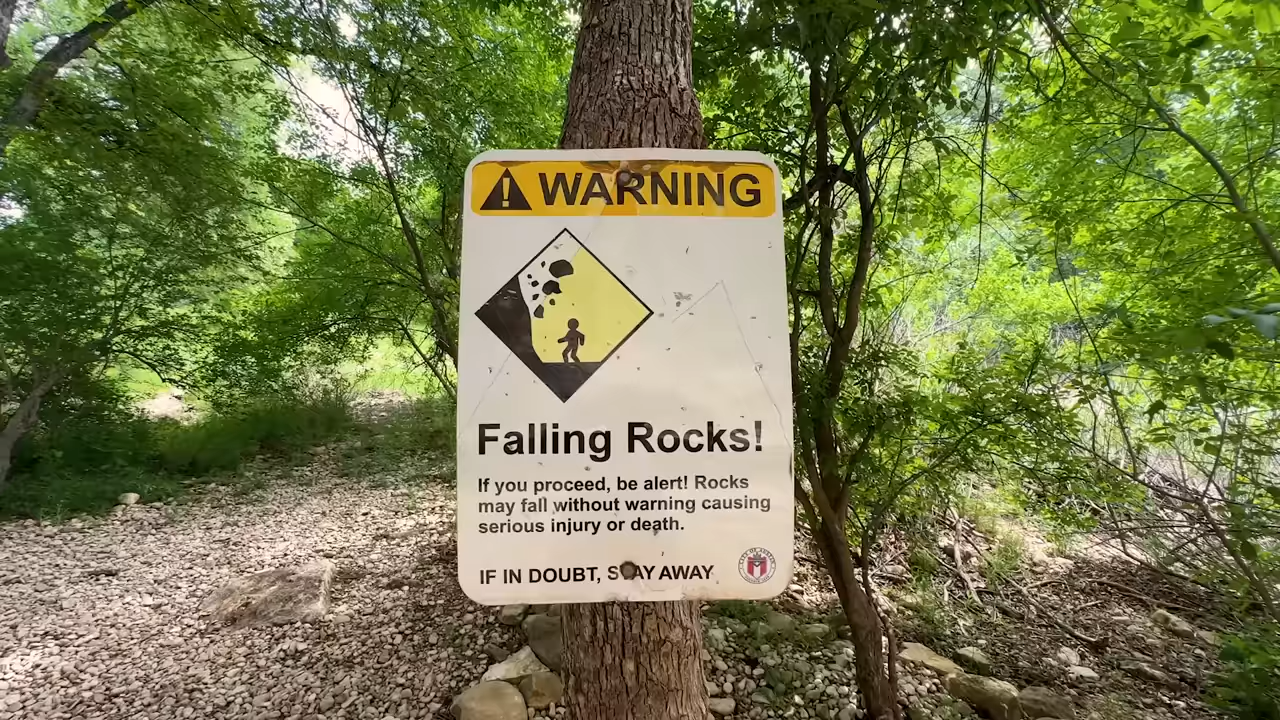 WARNING
Falling Rocks!
If you proceed, be alert! Rocks
may fall without warning causing
serious injury or death.
IF IN DOUBT, STAY AWAY